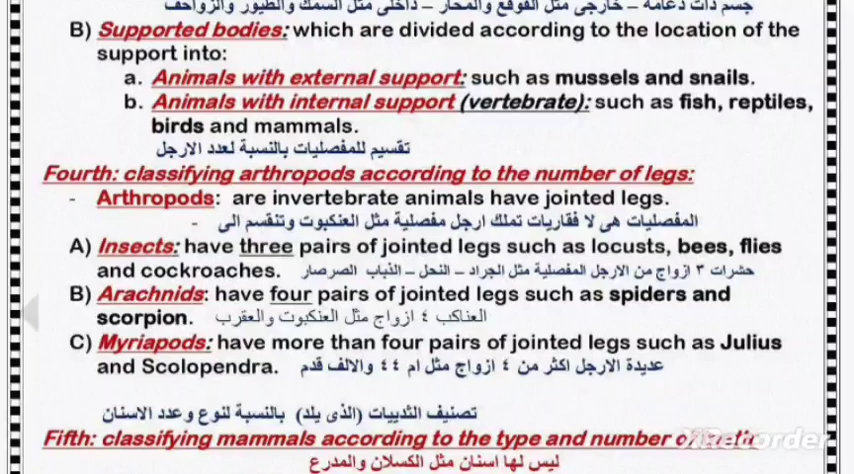 جسم ذات دعامة – خارجى مثل القوقع والمحار – داخلى مثل السمك والطيور والزواحف
B) Supported bodies: which are divided according to the location of the
support into:
a. Animals with external support: such as mussels and snails.
b. Animals with internal support (vertebrate): such as fish, reptiles,
birds and mammals.
تقسيم للمفصليات بالنسبة لعدد الارجل
Fourth: classifying arthropods according to the number of legs:
- Arthropods: are invertebrate animals have jointed legs.
- المفصليات هى لا فقاريات تملك ارجل مفصلية مثل العنكبوت وتنقسم الى
A) Insects: have three pairs of jointed legs such as locusts, bees, flies
and cockroaches. حشرات ٣ ازواج من الارجل المفصلية مثل الجراد – النحل – الذباب الصرصار
B) Arachnids: have four pairs of jointed legs such as spiders and
scorpion. العناكب ٤ ازواج مثل العنكبوت والعقرب
C) Myriapods: have more than four pairs of jointed legs such as Julius
and Scolopendra. عديدة الارجل اكثر من ٤ ازواج مثل ام ٤٤ والالف قدم
تصنيف الثدييات (الذى يلد) بالنسبة لنوع وعدد الاسنان
Fifth: classifying mammals according to the type and number of
XRecorder
ليس لها اسنان مثل الكسلان والمدرع